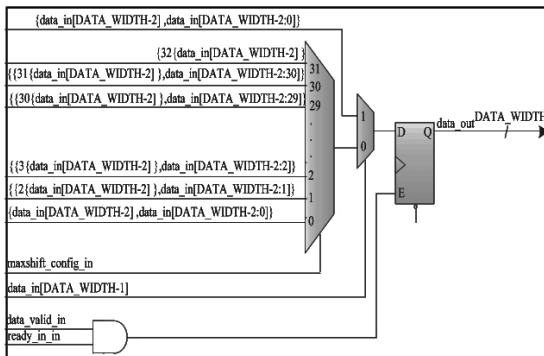 {data_in[DATA_WIDTH-2] ,data_in[DATA_WIDTH-2:0]}
{32{data_in[DATA_WIDTH-2] }
31
{{31{data_in[DATA_WIDTH-2] },data_in[DATA_WIDTH-2:30]}
30
{{30{data_in[DATA_WIDTH-2] },data_in[DATA_WIDTH-2:29]}
29
.
.
.
{{3{data_in[DATA_WIDTH-2] },data_in[DATA_WIDTH-2:2]}
2
{{2{data_in[DATA_WIDTH-2] },data_in[DATA_WIDTH-2:1]}
1
{data_in[DATA_WIDTH-2] ,data_in[DATA_WIDTH-2:0]}
0
1
0
D Q
E
data_out DATA_WIDTH
maxshift_config_in
data_in[DATA_WIDTH-1]
data_valid_in
ready_in_in